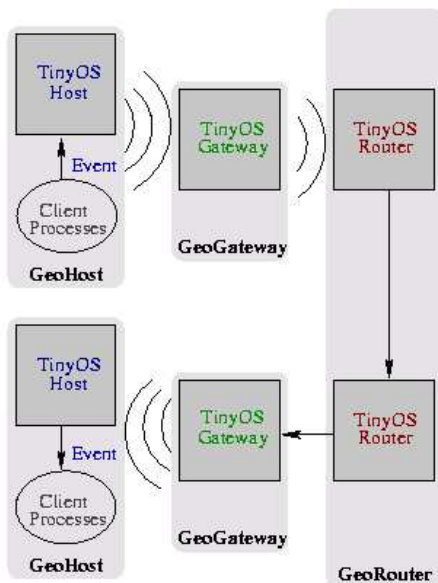 TinyOS
Host
TinyOS
Gateway
TinyOS
Router
Event
Client
Processes
GeoGateway
GeoHost
TinyOS
Host
TinyOS
Gateway
TinyOS
Router
Event
Client
Processes
GeoGateway
GeoHost
GeoRouter